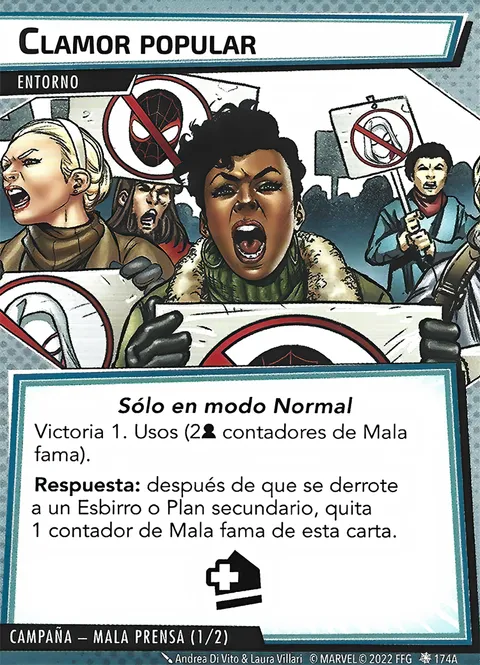 CLAMOR POPULAR
ENTORNO
Sólo en modo Normal
Victoria 1. Usos (2 contadores de Mala
fama).
Respuesta: después de que se derrote
a un Esbirro o Plan secundario, quita
1 contador de Mala fama de esta carta.
CAMPAÑA – MALA PRENSA (1/2)
Andrea Di Vito & Laura Villari © MARVEL © 2022 FFG 174A